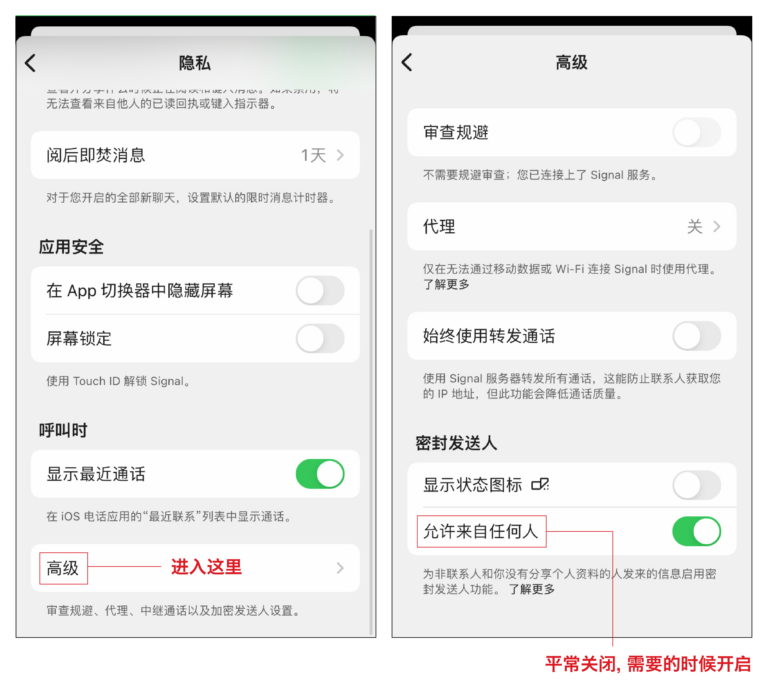 隐私
无法查看来自他人的已读回执或键入指示器。
阅后即焚消息
1天
对于您开启的全部新聊天，设置默认的限时消息计时器。
应用安全
在 App 切换器中隐藏屏幕
屏幕锁定
使用 Touch ID 解锁 Signal。
呼叫时
显示最近通话
在 iOS 电话应用的“最近联系”列表中显示通话。
高级
进入这里
审查规避、代理、中继通话以及加密发送人设置。
高级
审查规避
不需要规避审查；您已连接上了 Signal 服务。
代理
关
仅在无法通过移动数据或 Wi-Fi 连接 Signal 时使用代理。
了解更多
始终使用转发通话
使用 Signal 服务器转发所有通话，这能防止联系人获取您
的 IP 地址，但此功能会降低通话质量。
密封发送人
显示状态图标
允许来自任何人
为非联系人和你没有分享个人资料的人发来的信息启用密
封发送人功能。 了解更多
平常关闭, 需要的时候开启